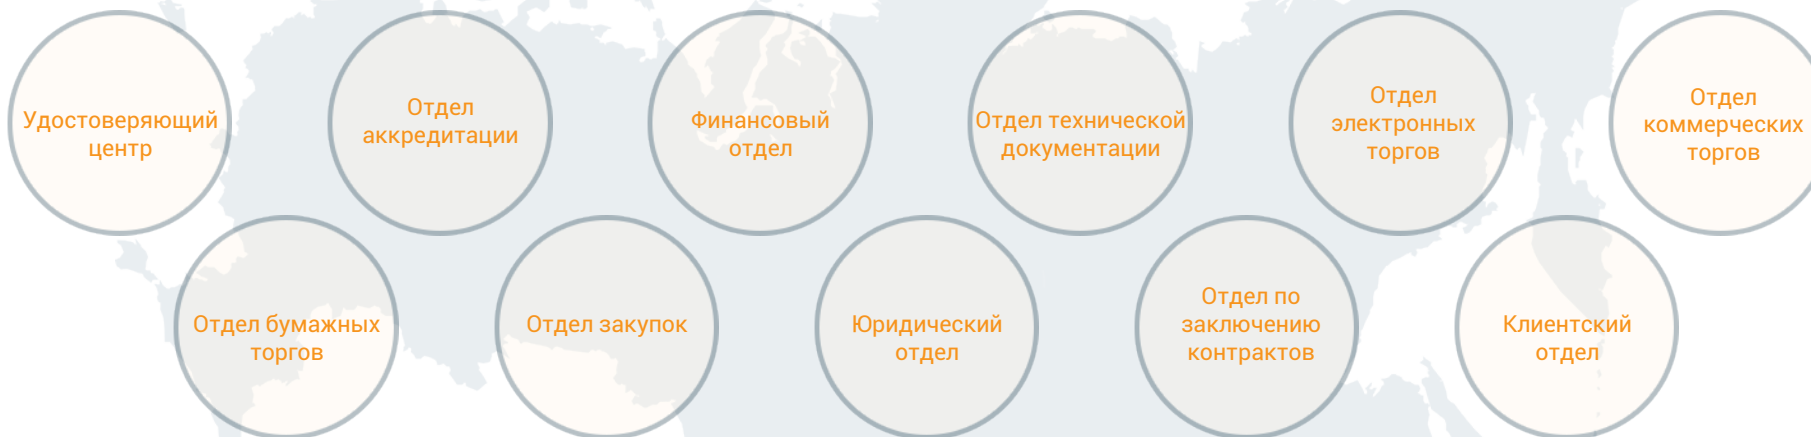 Удостоверяющий
центр
Отдел
аккредитации
Финансовый
отдел
Отдел технической
документации
Отдел
электронных
торгов
Отдел
коммерческих
торгов
Отдел бумажных
торгов
Отдел закупок
Юридический
отдел
Отдел по
заключению
контрактов
Клиентский
отдел